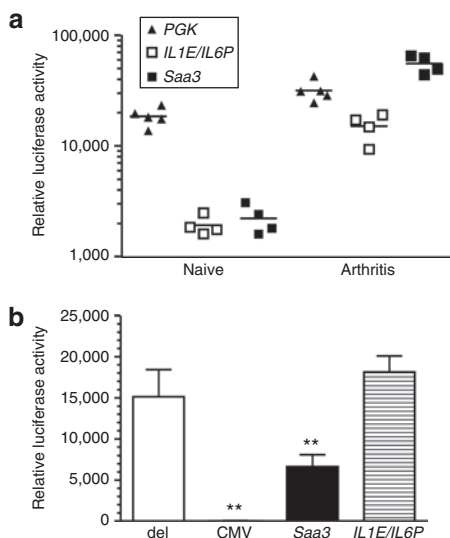 a
PGK
IL1E/IL6P
Saa3
Relative luciferase activity
100,000
10,000
1,000
Naive Arthritis
b
Relative luciferase activity
25,000
20,000
15,000
10,000
5,000
0
**
**
del CMV Saa3 IL1E/IL6P